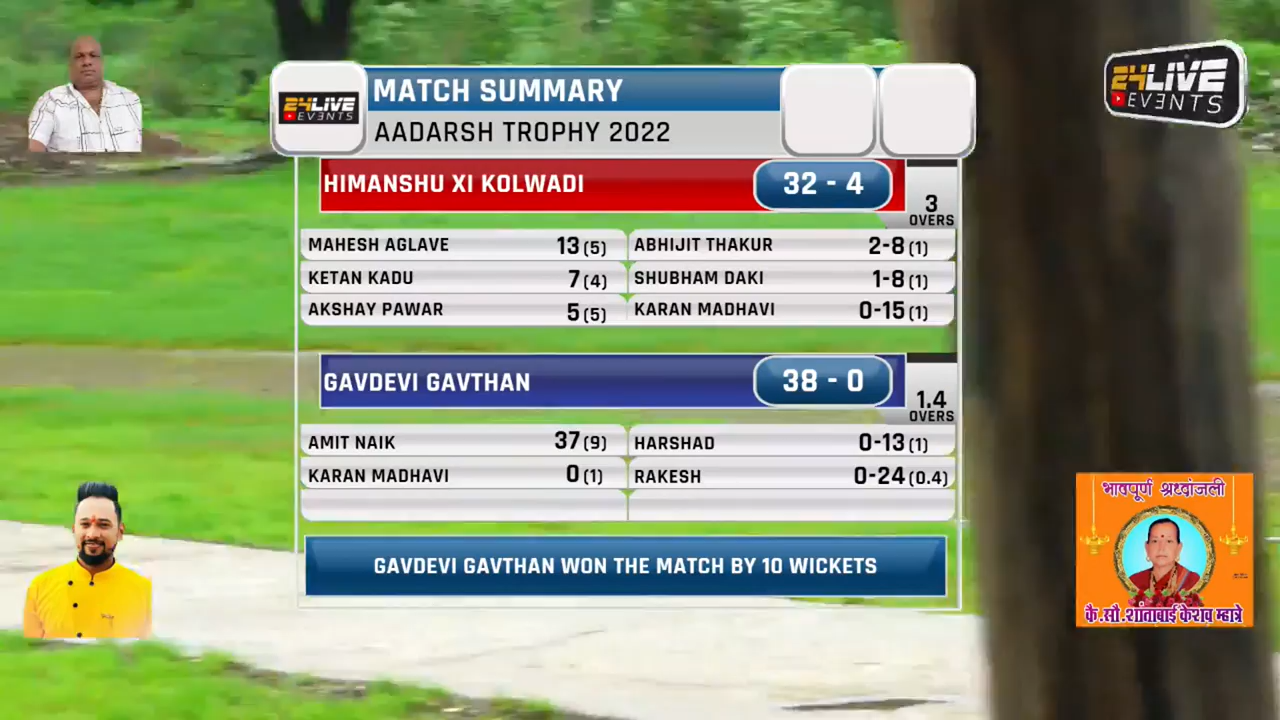 24LIVE
EVENTS
MATCH SUMMARY
AADARSH TROPHY 2022
24LIVE
EVENTS
HIMANSHU XI KOLWADI 32 - 4 3 OVERS
MAHESH AGLAVE 13 (5) ABHIJIT THAKUR 2-8 (1)
KETAN KADU 7 (4) SHUBHAM DAKI 1-8 (1)
AKSHAY PAWAR 5 (5) KARAN MADHAVI 0-15 (1)
GAVDEVI GAVTHAN 38 - 0 1.4 OVERS
AMIT NAIK 37 (9) HARSHAD 0-13 (1)
KARAN MADHAVI 0 (1) RAKESH 0-24 (0.4)
GAVDEVI GAVTHAN WON THE MATCH BY 10 WICKETS
भावपूर्ण श्रध्दांजली
कै.सौ.शांताबाई केशव म्हात्रे